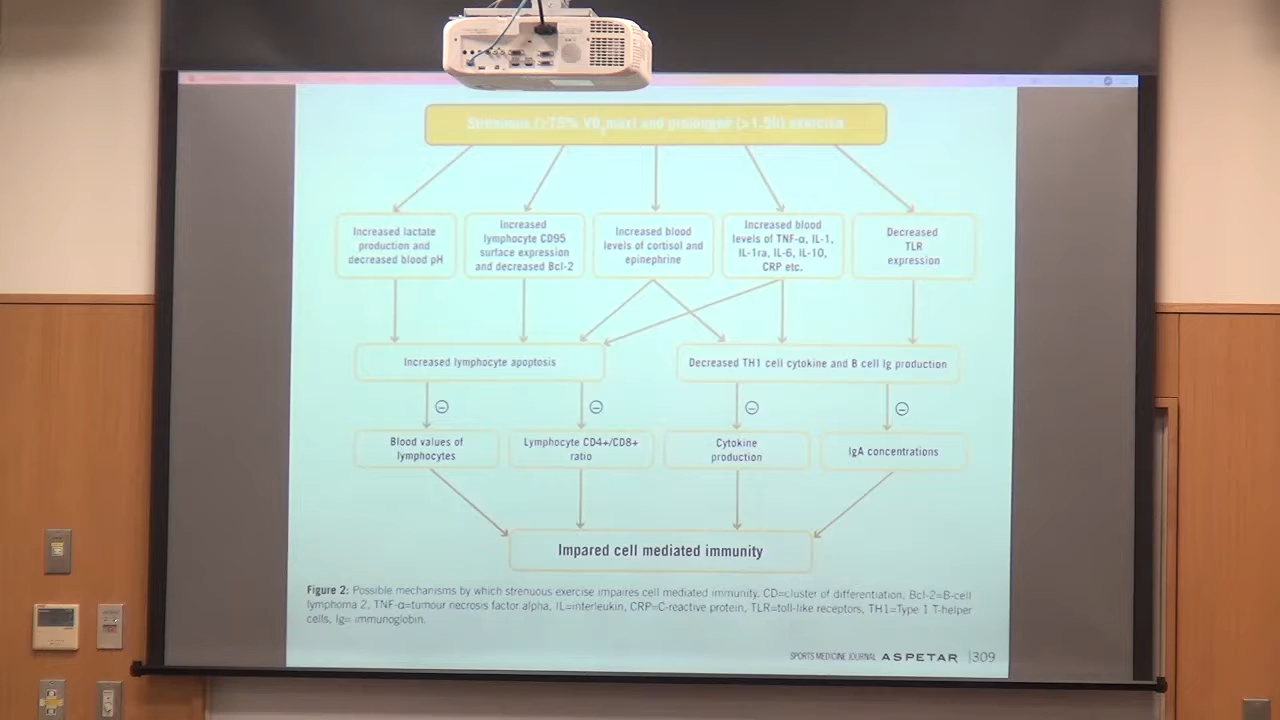 Strenuous (>75% VO2max) and prolonged (>1.5h) exercise
Increased lactate
production and
decreased blood pH
Increased
lymphocyte CD95
surface expression
and decreased Bcl-2
Increased blood
levels of cortisol and
epinephrine
Increased blood
levels of TNF-α, IL-1,
IL-1ra, IL-6, IL-10,
CRP etc.
Decreased
TLR
expression
Increased lymphocyte apoptosis
Decreased TH1 cell cytokine and B cell Ig production
Blood values of
lymphocytes
Lymphocyte CD4+/CD8+
ratio
Cytokine
production
IgA concentrations
Impared cell mediated immunity
Figure 2: Possible mechanisms by which strenuous exercise impaires cell mediated immunity. CD=cluster of differentiation, Bcl-2=B-cell
lymphoma 2, TNF-α=tumour necrosis factor alpha, IL=interleukin, CRP=C-reactive protein, TLR=toll-like receptors, TH1=Type 1 T-helper
cells, Ig= immunoglobin.
SPORTS MEDICINE JOURNAL ASPETAR |309